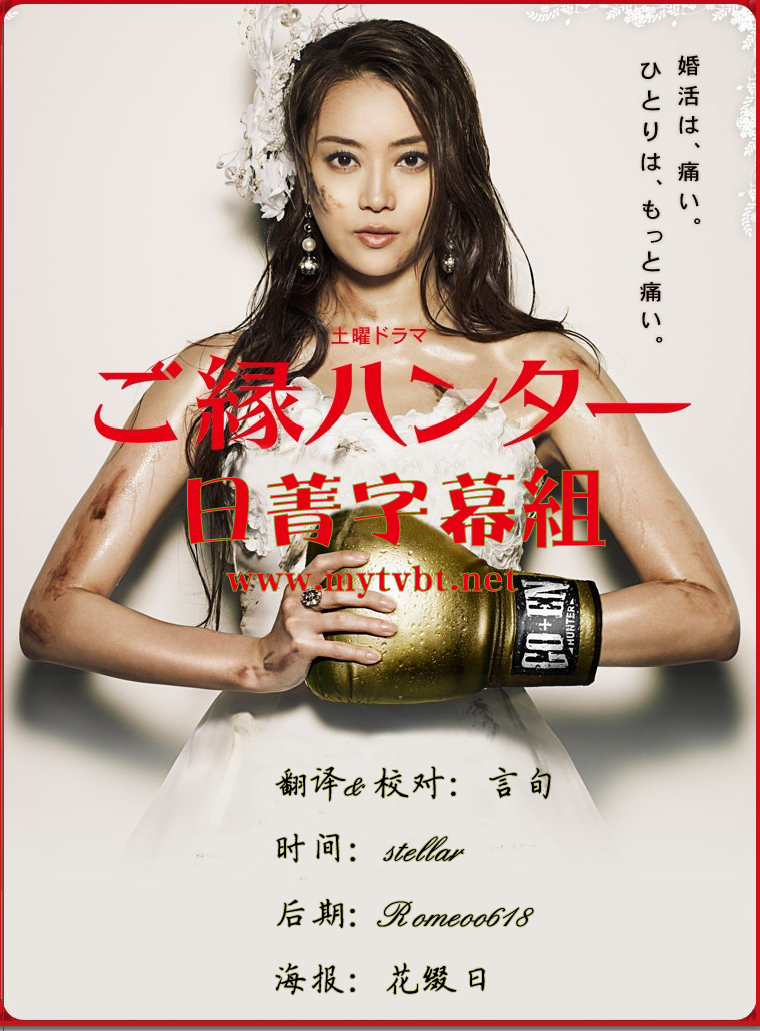 婚活は、痛い。
ひとりは、もっと痛い。
土曜ドラマ
ご縁ハンター
日菁字幕組
www.mytvbt.net
GO+EN
HUNTER
翻译&校对：言旬
时间：stellar
后期：Romeoo618
海报：花缀日